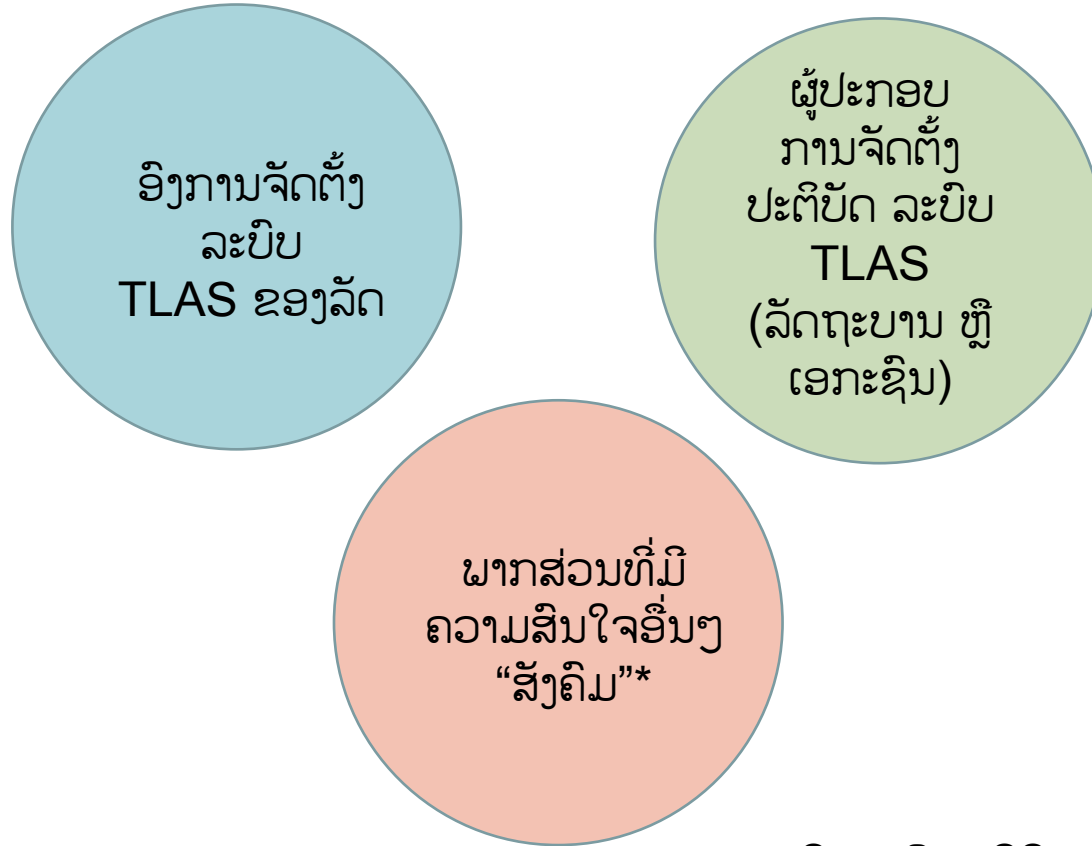 ອົງການຈັດຕັ້ງ
ລະບົບ
TLAS ຂອງລັດ
ຜູ້ປະກອບ
ການຈັດຕັ້ງ
ປະຕິບັດ ລະບົບ
TLAS
(ລັດຖະບານ ຫຼື
ເອກະຊົນ)
ພາກສ່ວນທີ່ມີ
ຄວາມສົນໃຈອື່ນໆ
“ສັງຄົມ”*